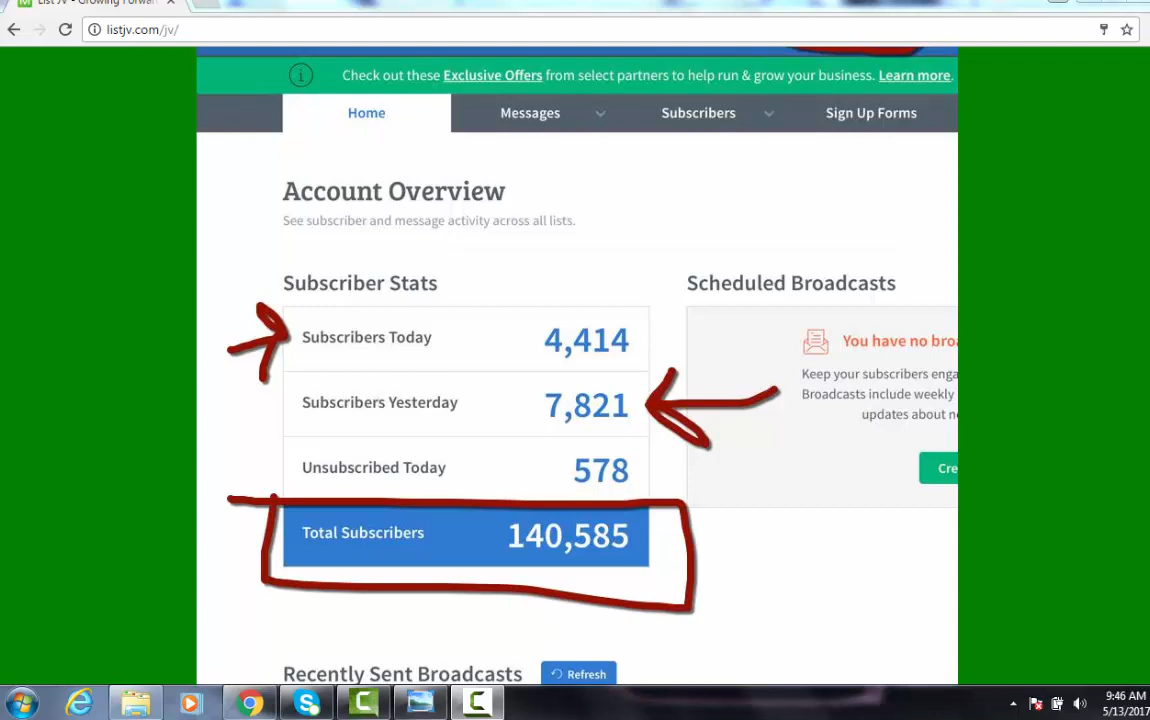 List JV - Growing Forward
listjv.com/jv/
Check out these Exclusive Offers from select partners to help run & grow your business. Learn more.
Home Messages Subscribers Sign Up Forms
Account Overview
See subscriber and message activity across all lists.
Subscriber Stats
Scheduled Broadcasts
Subscribers Today 4,414
You have no bro
Keep your subscribers enga
Subscribers Yesterday 7,821
Broadcasts include weekly
updates about n
Unsubscribed Today 578
Cre
Total Subscribers 140,585
Recently Sent Broadcasts Refresh
9:46 AM
5/13/2017